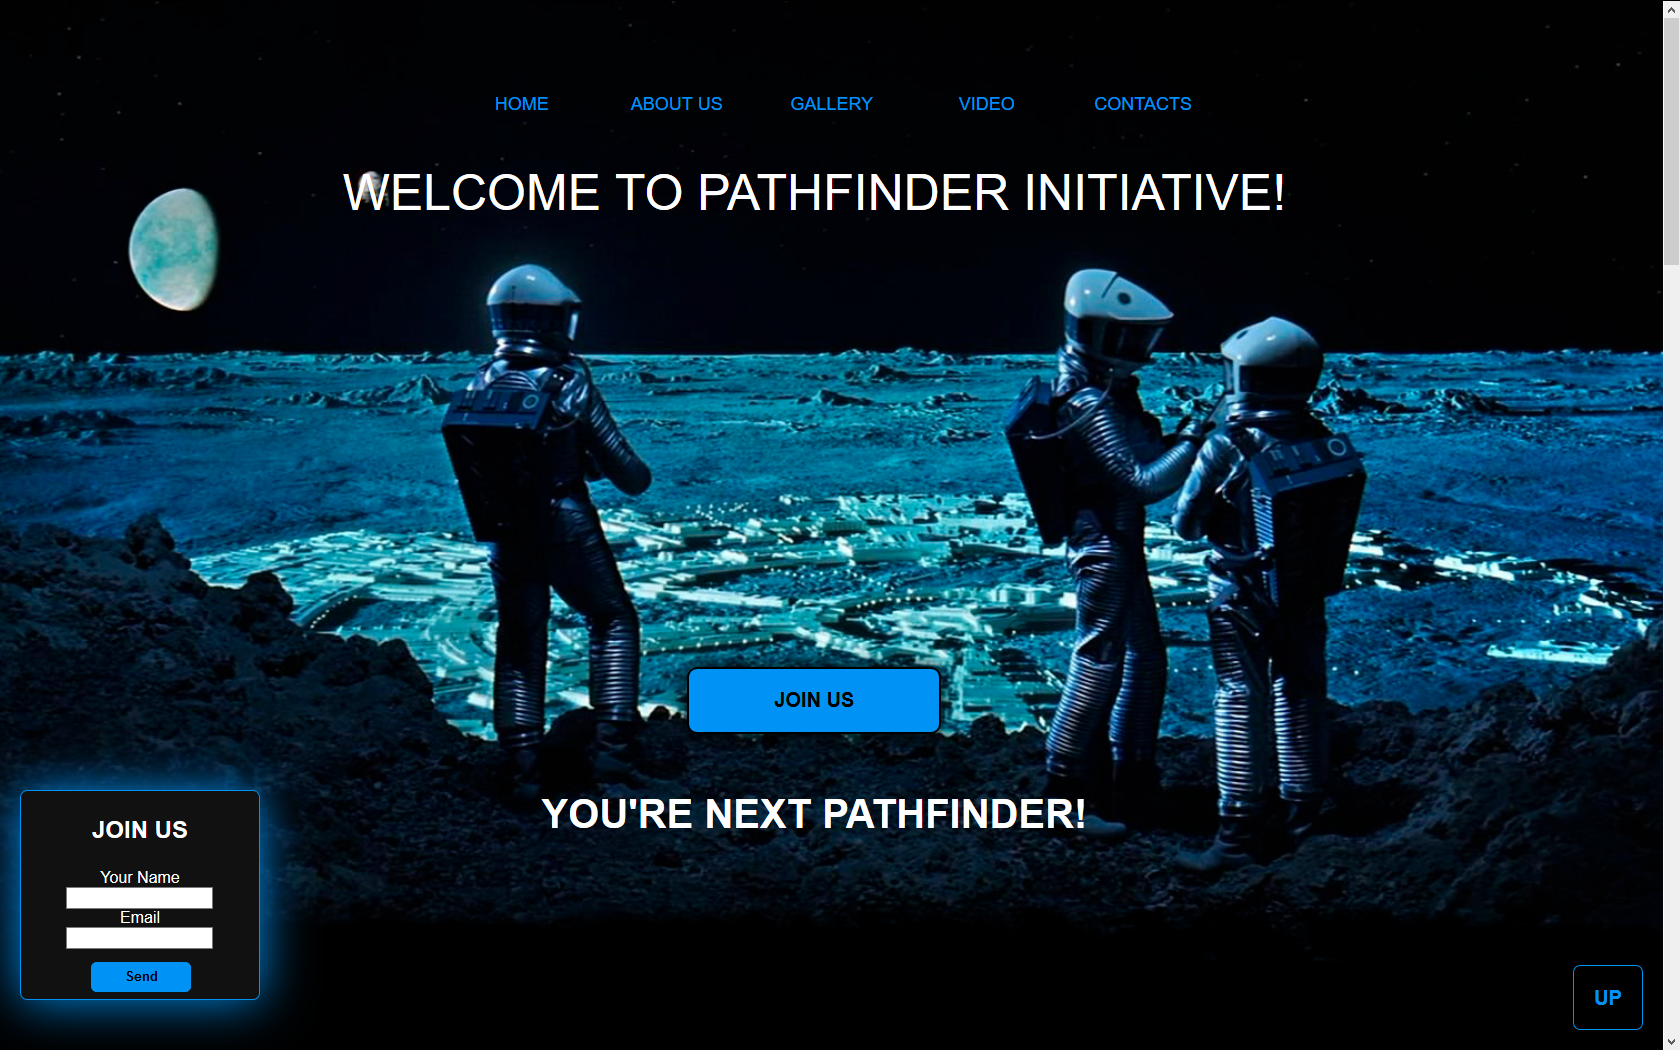 HOME ABOUT US GALLERY VIDEO CONTACTS
WELCOME TO PATHFINDER INITIATIVE!
JOIN US
YOU'RE NEXT PATHFINDER!
JOIN US
Your Name
Email
Send
UP